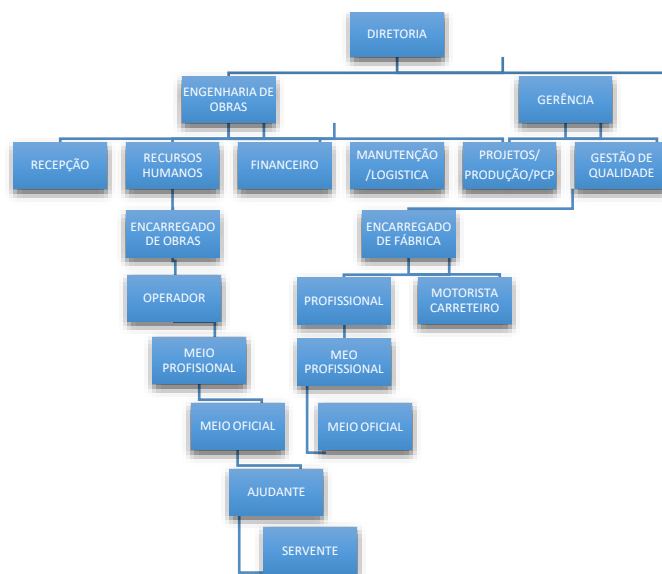 DIRETORIA
ENGENHARIA DE
OBRAS
GERÊNCIA
RECEPÇÃO
RECURSOS
HUMANOS
FINANCEIRO
MANUTENÇÃO
/LOGISTICA
PROJETOS/
PRODUÇÃO/PCP
GESTÃO DE
QUALIDADE
ENCARREGADO
DE OBRAS
ENCARREGADO
DE FÁBRICA
OPERADOR
PROFISSIONAL
MOTORISTA
CARRETEIRO
MEIO
PROFISIONAL
MEO
PROFISSIONAL
MEIO OFICIAL
MEIO OFICIAL
AJUDANTE
SERVENTE